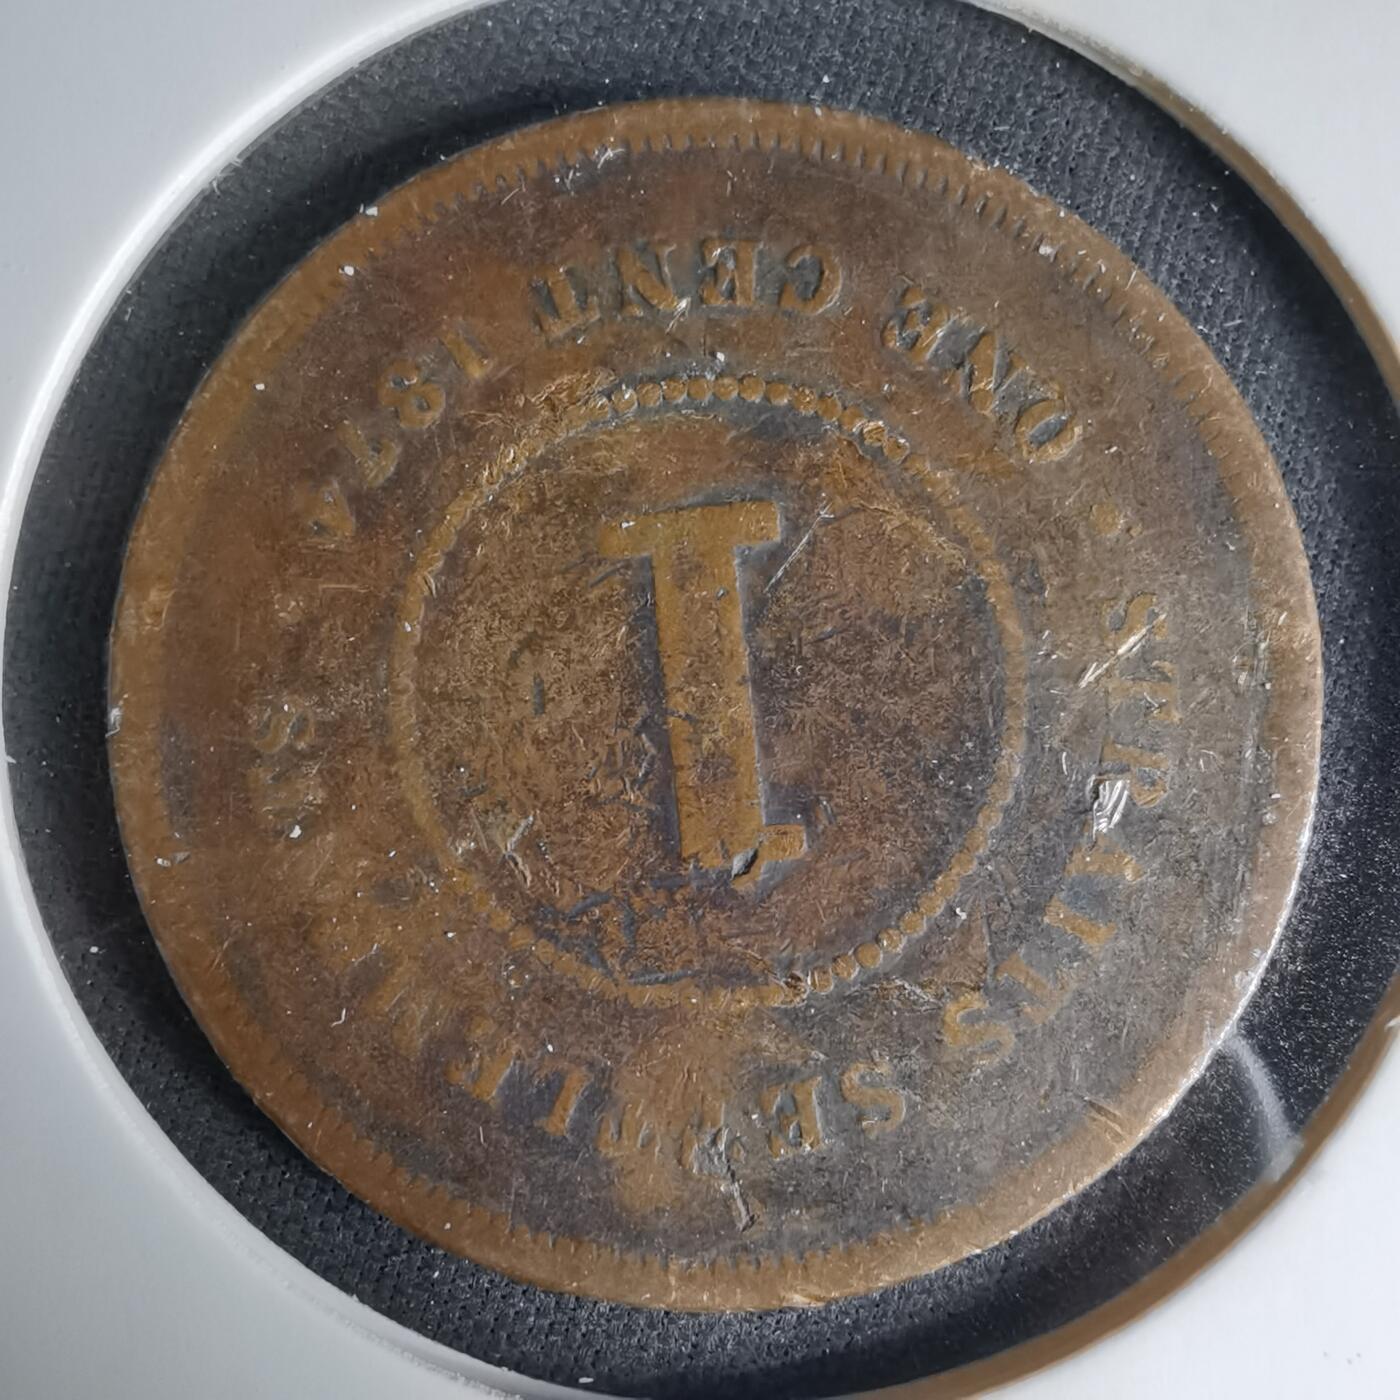 STRAITS SETTLEMENTS
1
ONE CENT 1874